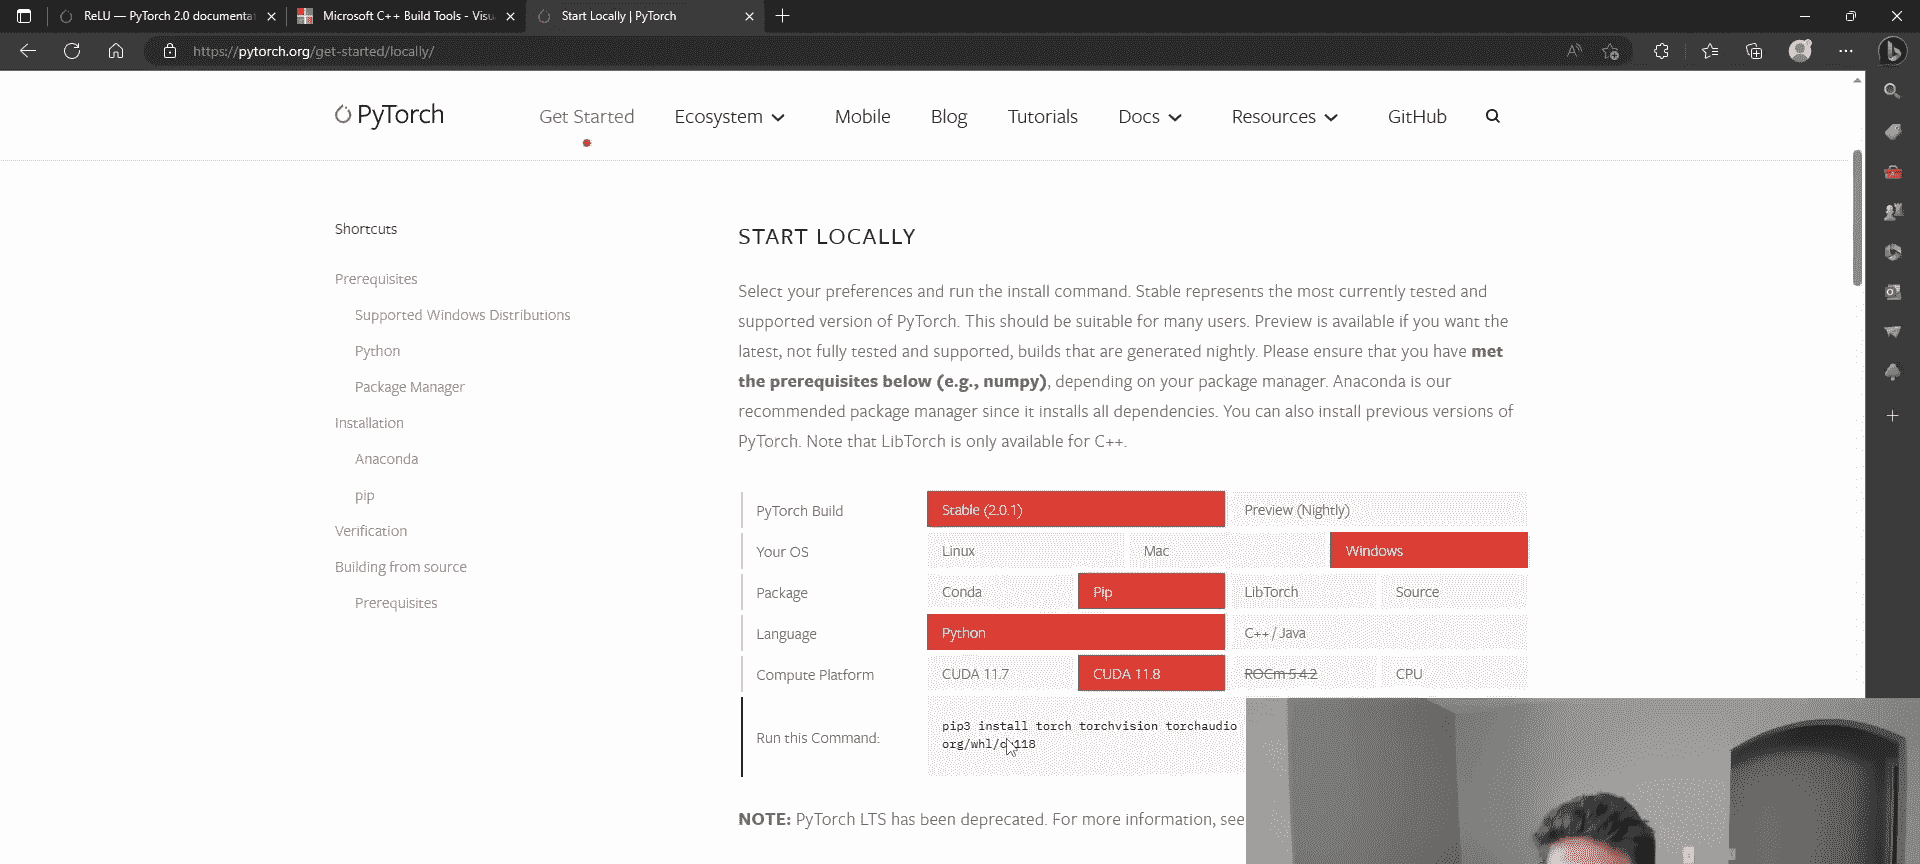 ReLU — PyTorch 2.0 documenta
Microsoft C++ Build Tools - Visu
Start Locally | PyTorch
https://pytorch.org/get-started/locally/
PyTorch
Get Started
Ecosystem
Mobile
Blog
Tutorials
Docs
Resources
GitHub
Shortcuts
Prerequisites
Supported Windows Distributions
Python
Package Manager
Installation
Anaconda
pip
Verification
Building from source
Prerequisites
START LOCALLY
Select your preferences and run the install command. Stable represents the most currently tested and
supported version of PyTorch. This should be suitable for many users. Preview is available if you want the
latest, not fully tested and supported, builds that are generated nightly. Please ensure that you have met
the prerequisites below (e.g., numpy), depending on your package manager. Anaconda is our
recommended package manager since it installs all dependencies. You can also install previous versions of
PyTorch. Note that LibTorch is only available for C++.
PyTorch Build
Stable (2.0.1)
Preview (Nightly)
Your OS
Linux
Mac
Windows
Package
Conda
Pip
LibTorch
Source
Language
Python
C++ / Java
Compute Platform
CUDA 11.7
CUDA 11.8
ROCm 5.4.2
CPU
Run this Command:
pip3 install torch torchvision torchaudio
org/whl/cu118
NOTE: PyTorch LTS has been deprecated. For more information, see